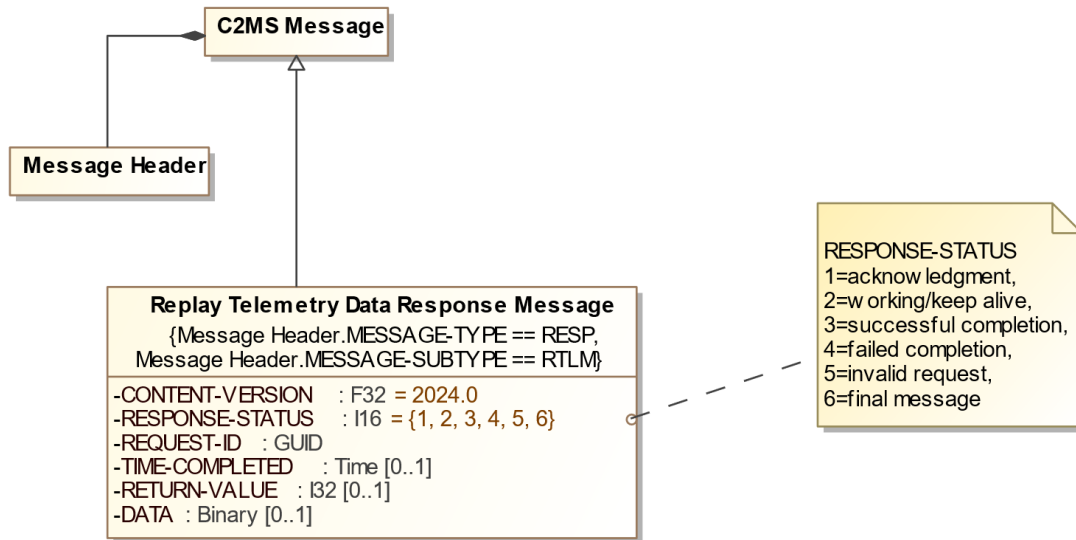 C2MS Message
Message Header
Replay Telemetry Data Response Message
{Message Header.MESSAGE-TYPE == RESP,
Message Header.MESSAGE-SUBTYPE == RTLM}
-CONTENT-VERSION : F32 = 2024.0
-RESPONSE-STATUS : I16 = {1, 2, 3, 4, 5, 6}
-REQUEST-ID : GUID
-TIME-COMPLETED : Time [0..1]
-RETURN-VALUE : I32 [0..1]
-DATA : Binary [0..1]
RESPONSE-STATUS
1=acknowledgment,
2=working/keep alive,
3=successful completion,
4=failed completion,
5=invalid request,
6=final message